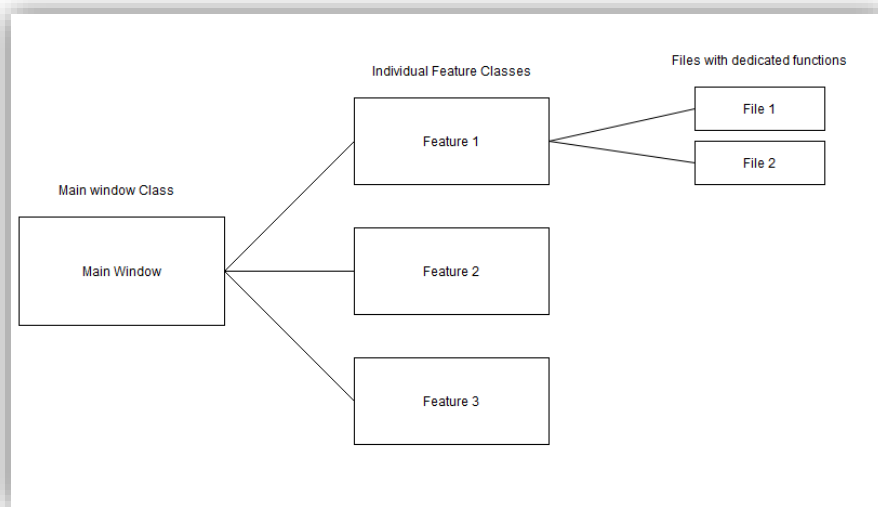 Files with dedicated functions
Individual Feature Classes
File 1
Feature 1
File 2
Main window Class
Main Window
Feature 2
Feature 3